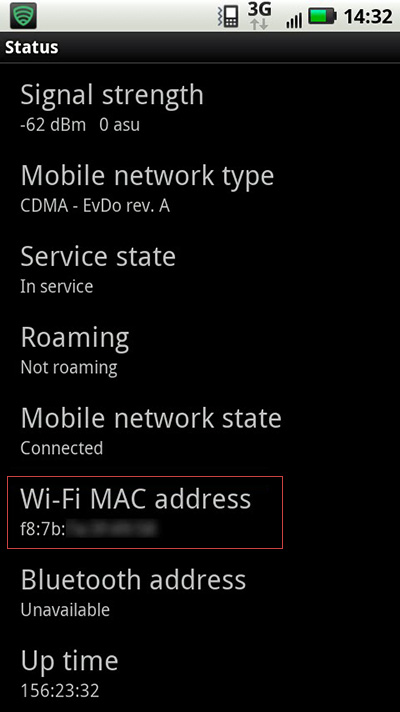 3G 14:32
Status
Signal strength
-62 dBm 0 asu
Mobile network type
CDMA - EvDo rev. A
Service state
In service
Roaming
Not roaming
Mobile network state
Connected
Wi-Fi MAC address
f8:7b:
Bluetooth address
Unavailable
Up time
156:23:32